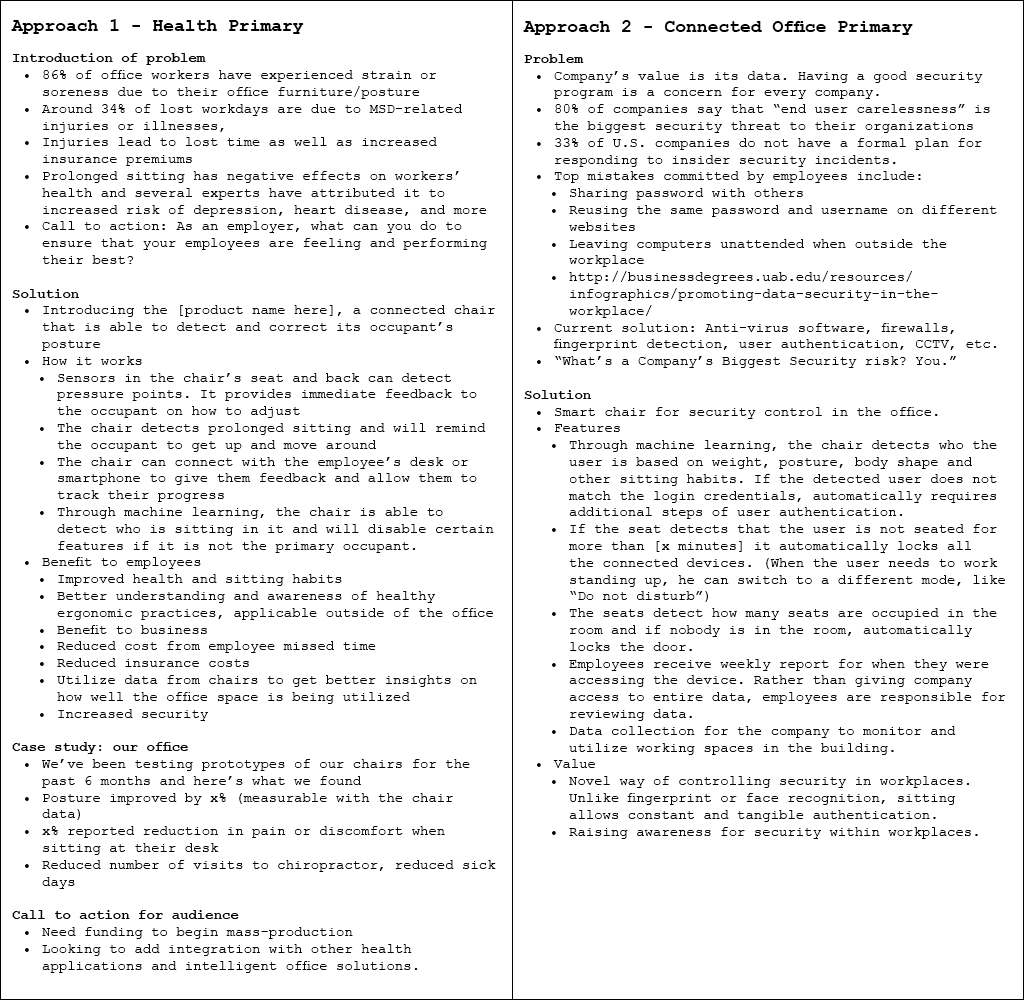 Approach 1 - Health Primary
Introduction of problem
• 86% of office workers have experienced strain or
soreness due to their office furniture/posture
• Around 34% of lost workdays are due to MSD-related
injuries or illnesses,
• Injuries lead to lost time as well as increased
insurance premiums
• Prolonged sitting has negative effects on workers’
health and several experts have attributed it to
increased risk of depression, heart disease, and more
• Call to action: As an employer, what can you do to
ensure that your employees are feeling and performing
their best?
Solution
• Introducing the [product name here], a connected chair
that is able to detect and correct its occupant’s
posture
• How it works
• Sensors in the chair’s seat and back can detect
pressure points. It provides immediate feedback to
the occupant on how to adjust
• The chair detects prolonged sitting and will remind
the occupant to get up and move around
• The chair can connect with the employee’s desk or
smartphone to give them feedback and allow them to
track their progress
• Through machine learning, the chair is able to
detect who is sitting in it and will disable certain
features if it is not the primary occupant.
• Benefit to employees
• Improved health and sitting habits
• Better understanding and awareness of healthy
ergonomic practices, applicable outside of the office
• Benefit to business
• Reduced cost from employee missed time
• Reduced insurance costs
• Utilize data from chairs to get better insights on
how well the office space is being utilized
• Increased security
Case study: our office
• We’ve been testing prototypes of our chairs for the
past 6 months and here’s what we found
• Posture improved by x% (measurable with the chair
data)
• x% reported reduction in pain or discomfort when
sitting at their desk
• Reduced number of visits to chiropractor, reduced sick
days
Call to action for audience
• Need funding to begin mass-production
• Looking to add integration with other health
applications and intelligent office solutions.
Approach 2 - Connected Office Primary
Problem
• Company’s value is its data. Having a good security
program is a concern for every company.
• 80% of companies say that “end user carelessness” is
the biggest security threat to their organizations
• 33% of U.S. companies do not have a formal plan for
responding to insider security incidents.
• Top mistakes committed by employees include:
• Sharing password with others
• Reusing the same password and username on different
websites
• Leaving computers unattended when outside the
workplace
• http://businessdegrees.uab.edu/resources/
infographics/promoting-data-security-in-the-
workplace/
• Current solution: Anti-virus software, firewalls,
fingerprint detection, user authentication, CCTV, etc.
• “What’s a Company’s Biggest Security risk? You.”
Solution
• Smart chair for security control in the office.
• Features
• Through machine learning, the chair detects who the
user is based on weight, posture, body shape and
other sitting habits. If the detected user does not
match the login credentials, automatically requires
additional steps of user authentication.
• If the seat detects that the user is not seated for
more than [x minutes] it automatically locks all
the connected devices. (When the user needs to work
standing up, he can switch to a different mode, like
“Do not disturb”)
• The seats detect how many seats are occupied in the
room and if nobody is in the room, automatically
locks the door.
• Employees receive weekly report for when they were
accessing the device. Rather than giving company
access to entire data, employees are responsible for
reviewing data.
• Data collection for the company to monitor and
utilize working spaces in the building.
• Value
• Novel way of controlling security in workplaces.
Unlike fingerprint or face recognition, sitting
allows constant and tangible authentication.
• Raising awareness for security within workplaces.